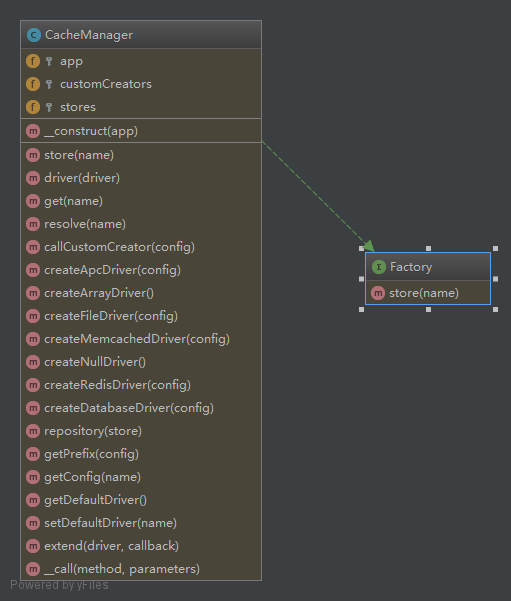 C CacheManager
f app
f customCreators
f stores
m __construct(app)
m store(name)
m driver(driver)
m get(name)
m resolve(name)
m callCustomCreator(config)
m createApcDriver(config)
m createArrayDriver()
m createFileDriver(config)
m createMemcachedDriver(config)
m createNullDriver()
m createRedisDriver(config)
m createDatabaseDriver(config)
m repository(store)
m getPrefix(config)
m getConfig(name)
m getDefaultDriver()
m setDefaultDriver(name)
m extend(driver, callback)
m __call(method, parameters)
I Factory
m store(name)
Powered by yFiles